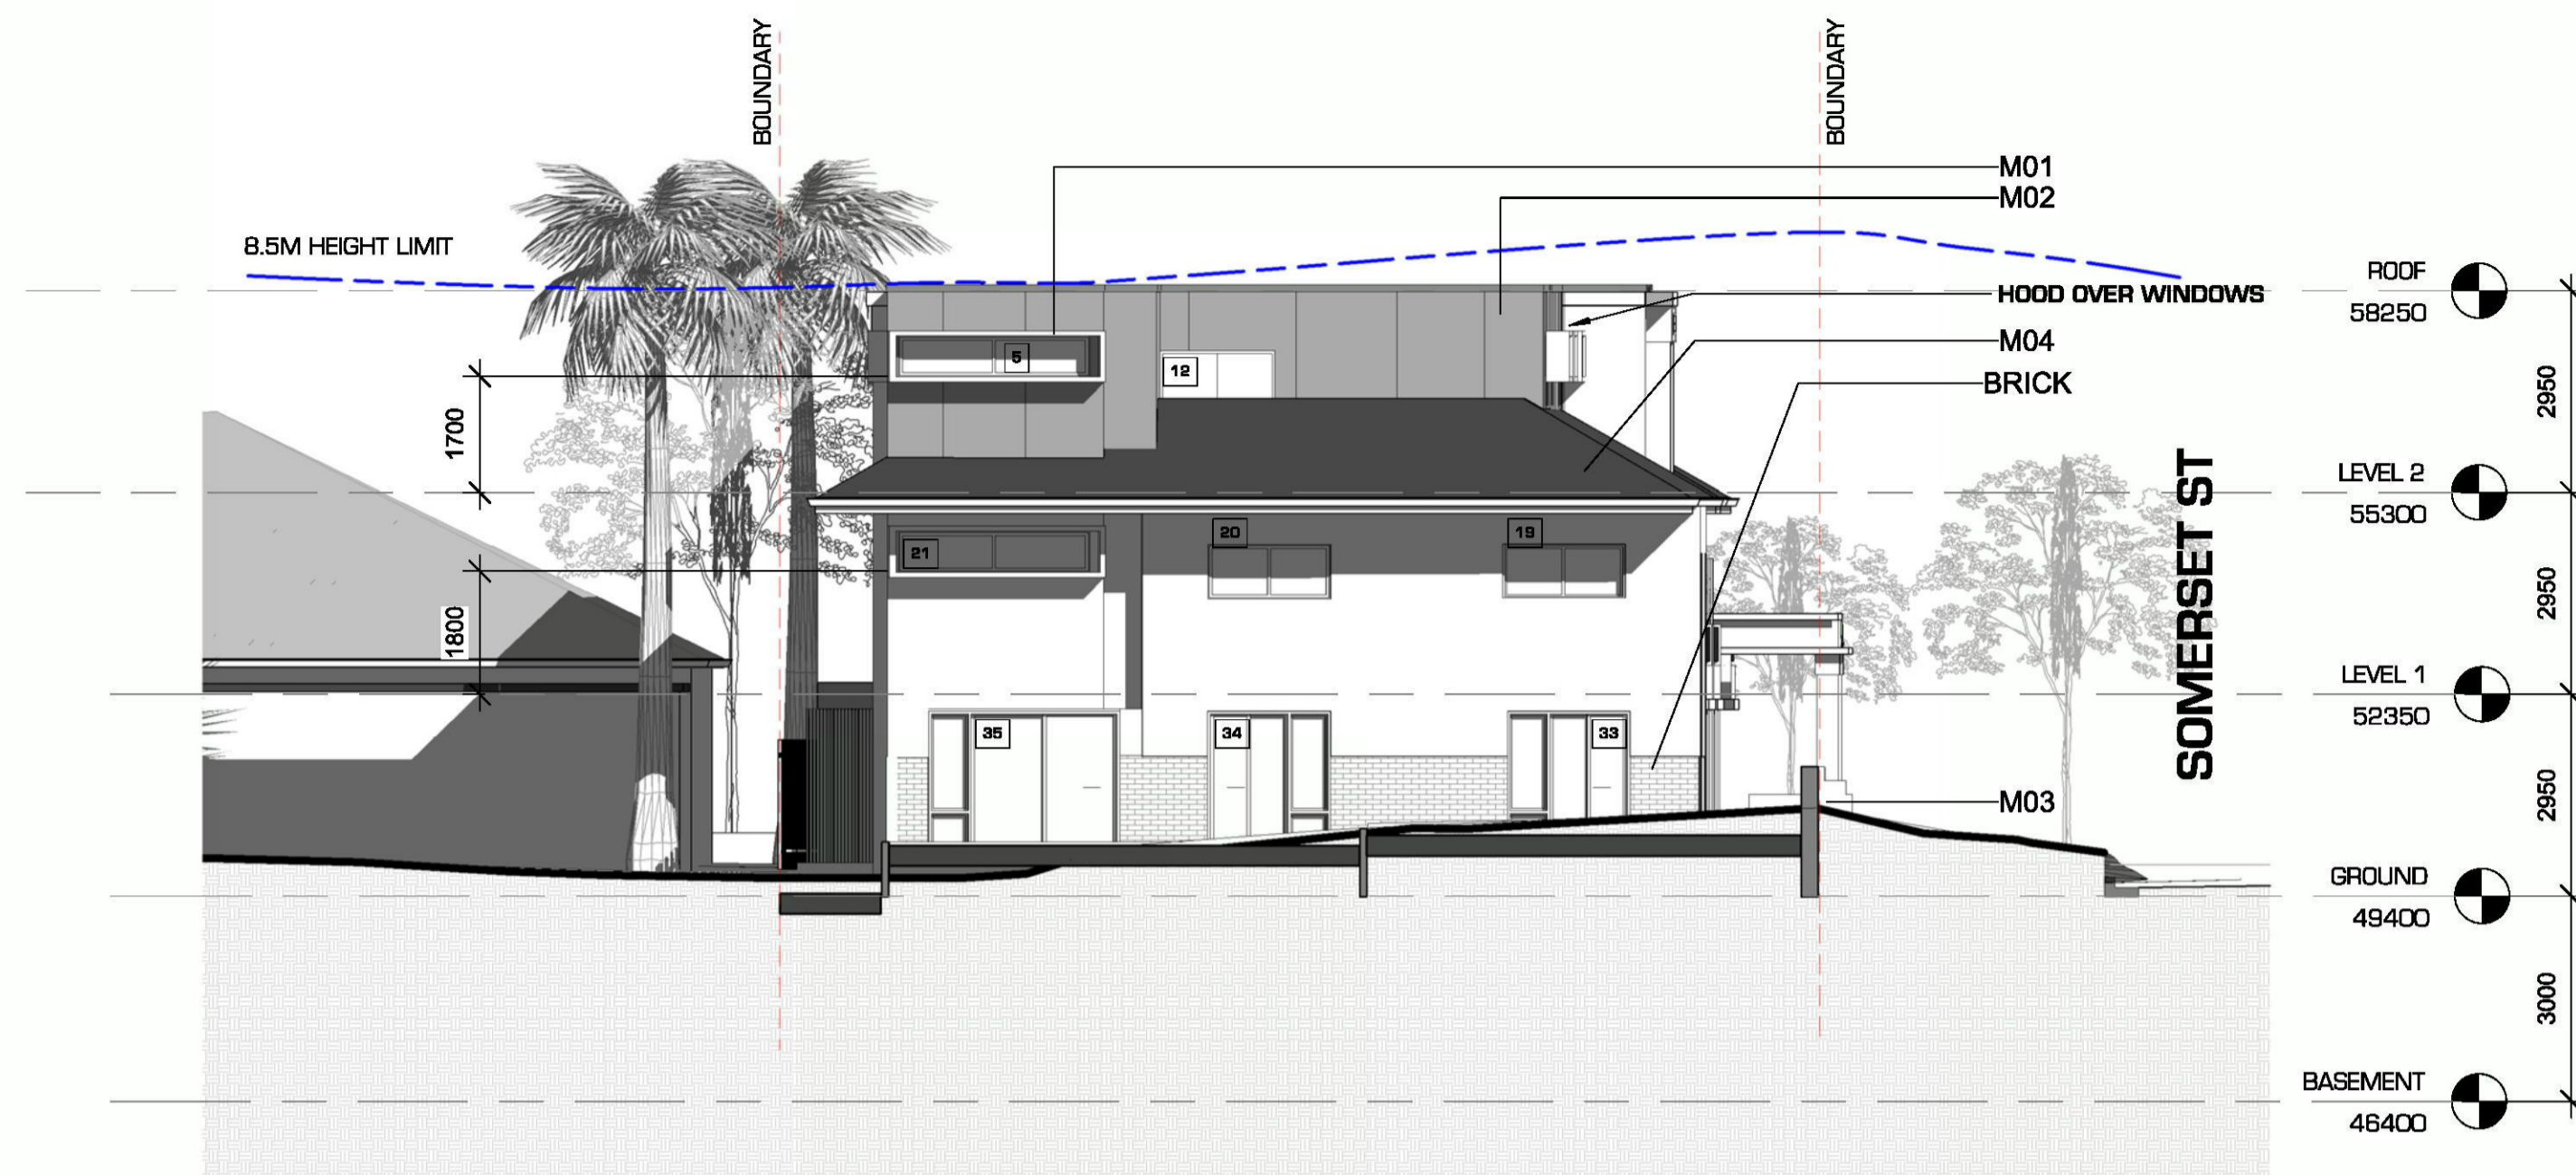 BOUNDARY
BOUNDARY
M01
M02
8.5M HEIGHT LIMIT
ROOF
58250
HOOD OVER WINDOWS
M04
BRICK
5
12
1700
2950
LEVEL 2
55300
SOMERSET ST
21
20
19
1800
2950
LEVEL 1
52350
35
34
33
M03
2950
GROUND
49400
3000
BASEMENT
46400